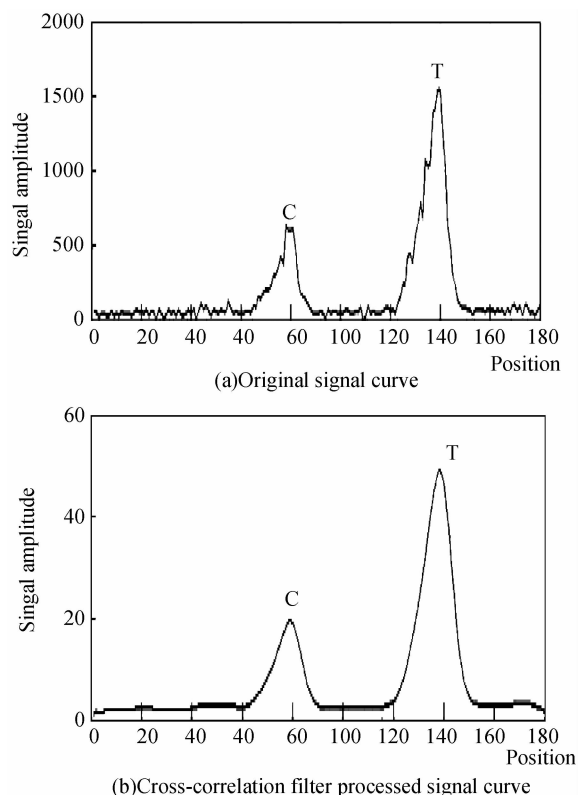 2000
1500
1000
500
0
Singal amplitude
C
T
0 20 40 40 60 100 120 140 160 180
Position
(a)Original signal curve
60
40
20
0
Singal amplitude
C
T
0 20 40 40 60 100 120 140 160 180
Position
(b)Cross-correlation filter processed signal curve